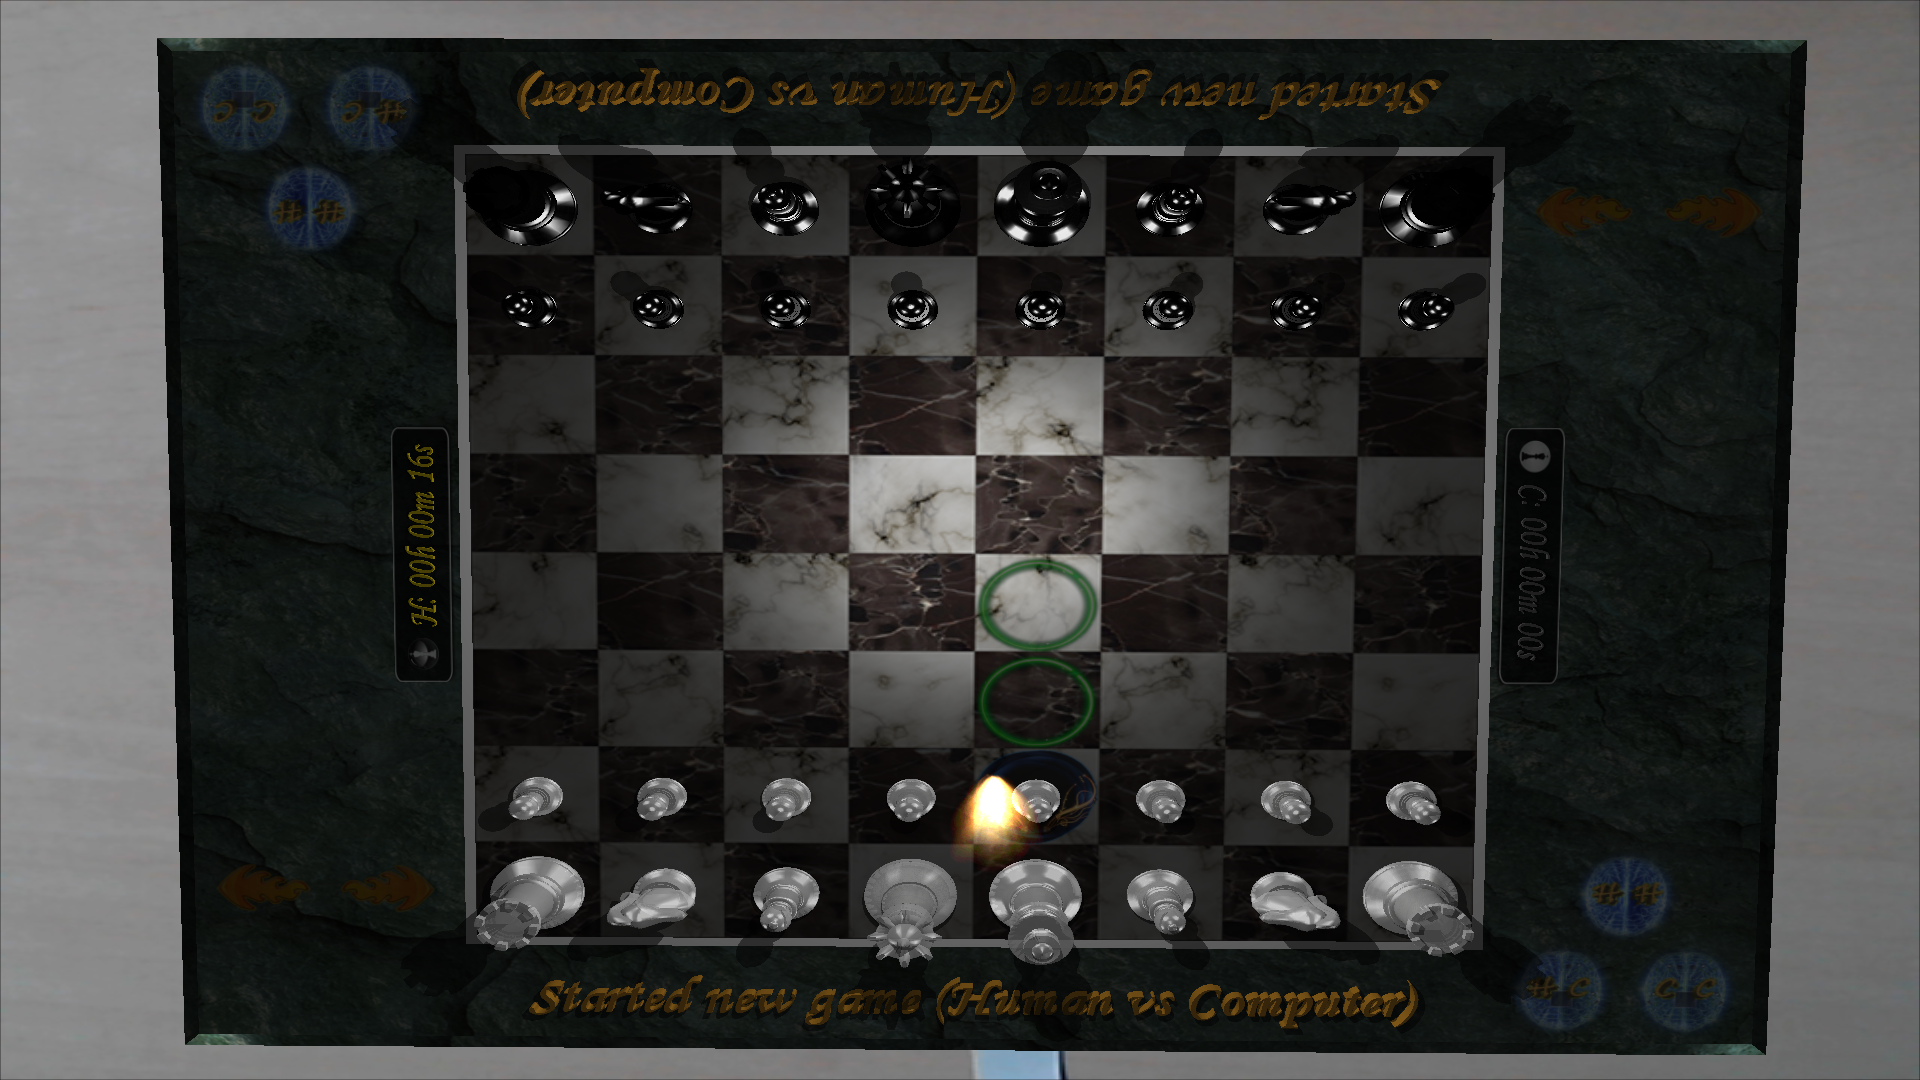 Started new game (Human vs Computer)
C C
H C
H H
H: 00h 00m 16s
C: 00h 00m 00s
H H
H C
C C
Started new game (Human vs Computer)